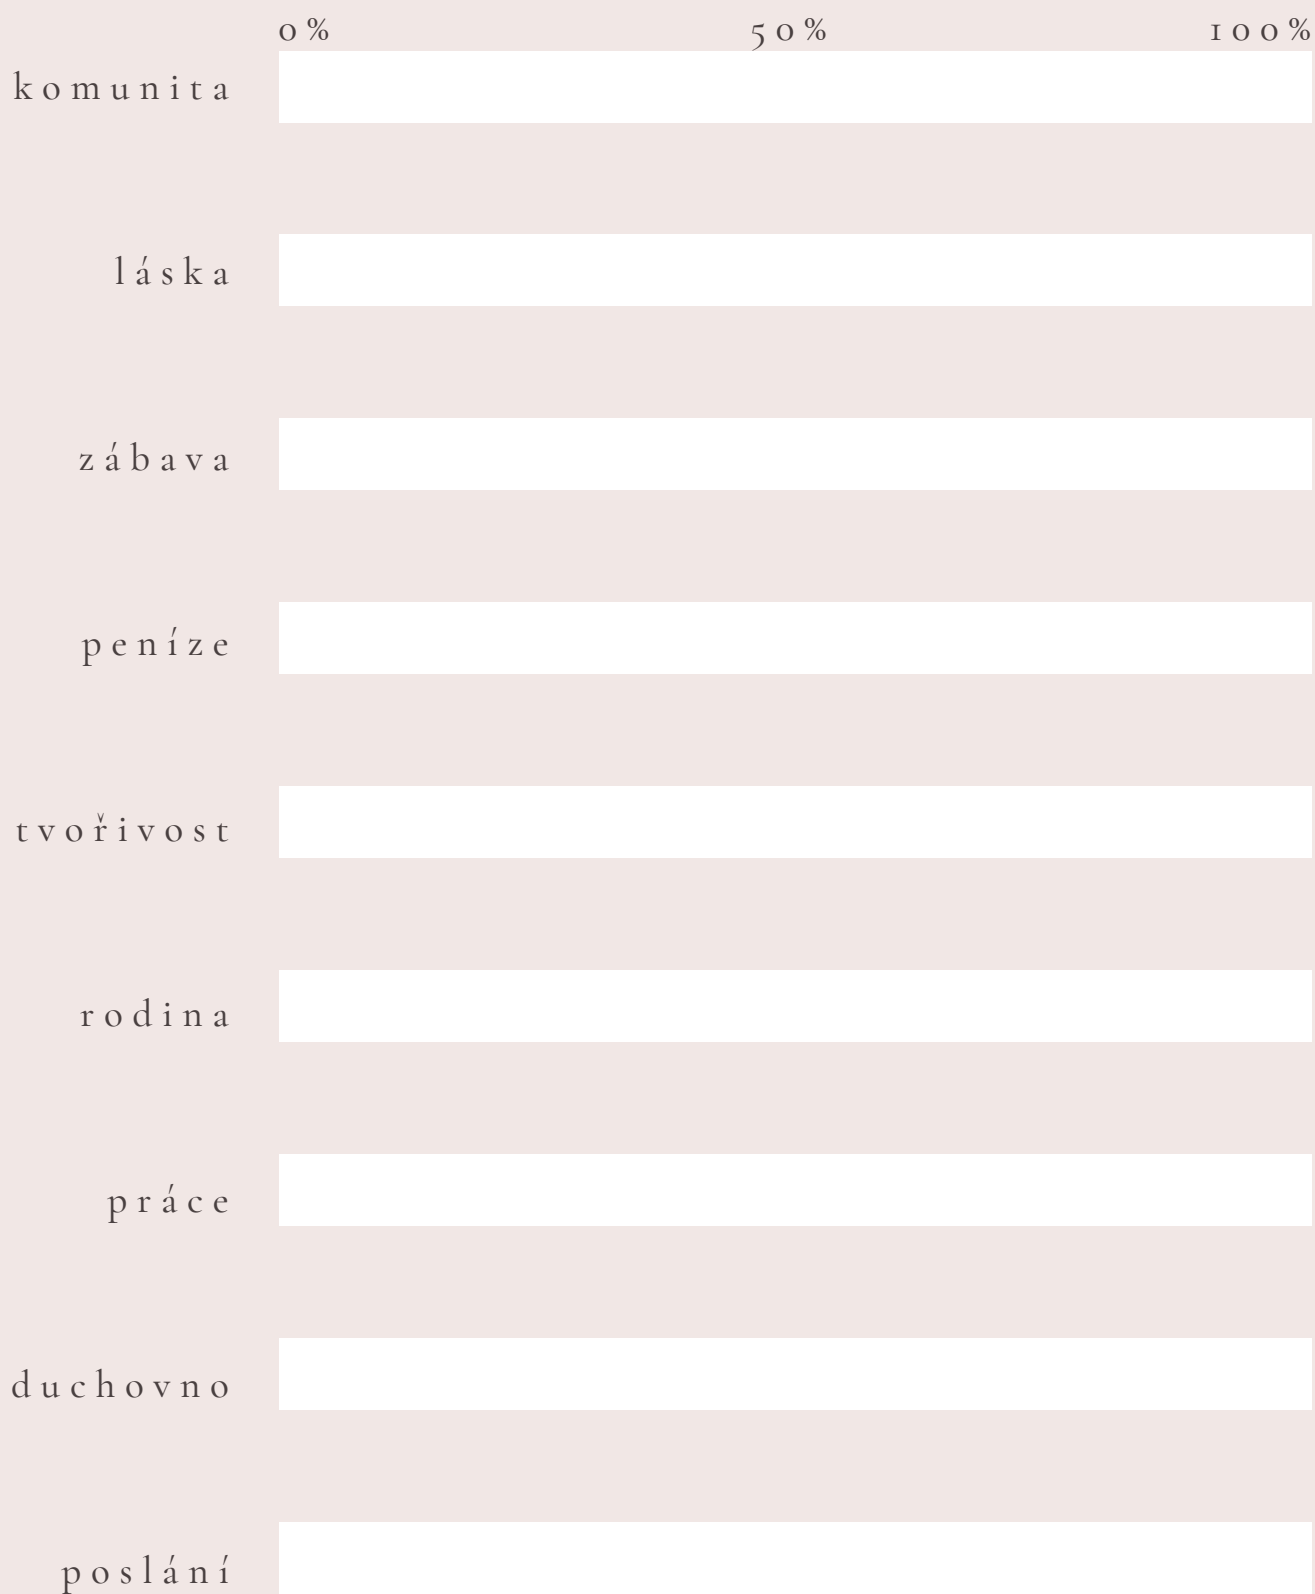 0% 50% 100%
komunita
láska
zábava
peníze
tvořivost
rodina
práce
duchovno
poslání